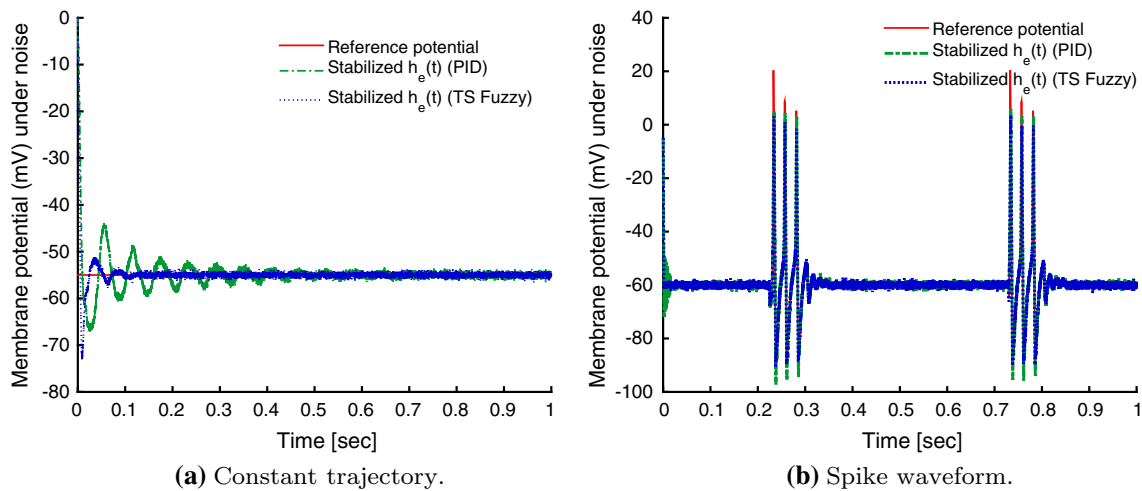 Membrane potential (mV) under noise
0
-10
-20
-30
-40
-50
-60
-70
-80
Reference potential
Stabilized h_e(t) (PID)
Stabilized h_e(t) (TS Fuzzy)
0 0.1 0.2 0.3 0.4 0.5 0.6 0.7 0.8 0.9 1
Time [sec]
(a) Constant trajectory.
Membrane potential (mV) under noise
40
20
0
-20
-40
-60
-80
-100
Reference potential
Stabilized h_e(t) (PID)
Stabilized h_e(t) (TS Fuzzy)
0 0.1 0.2 0.3 0.4 0.5 0.6 0.7 0.8 0.9 1
Time [sec]
(b) Spike waveform.